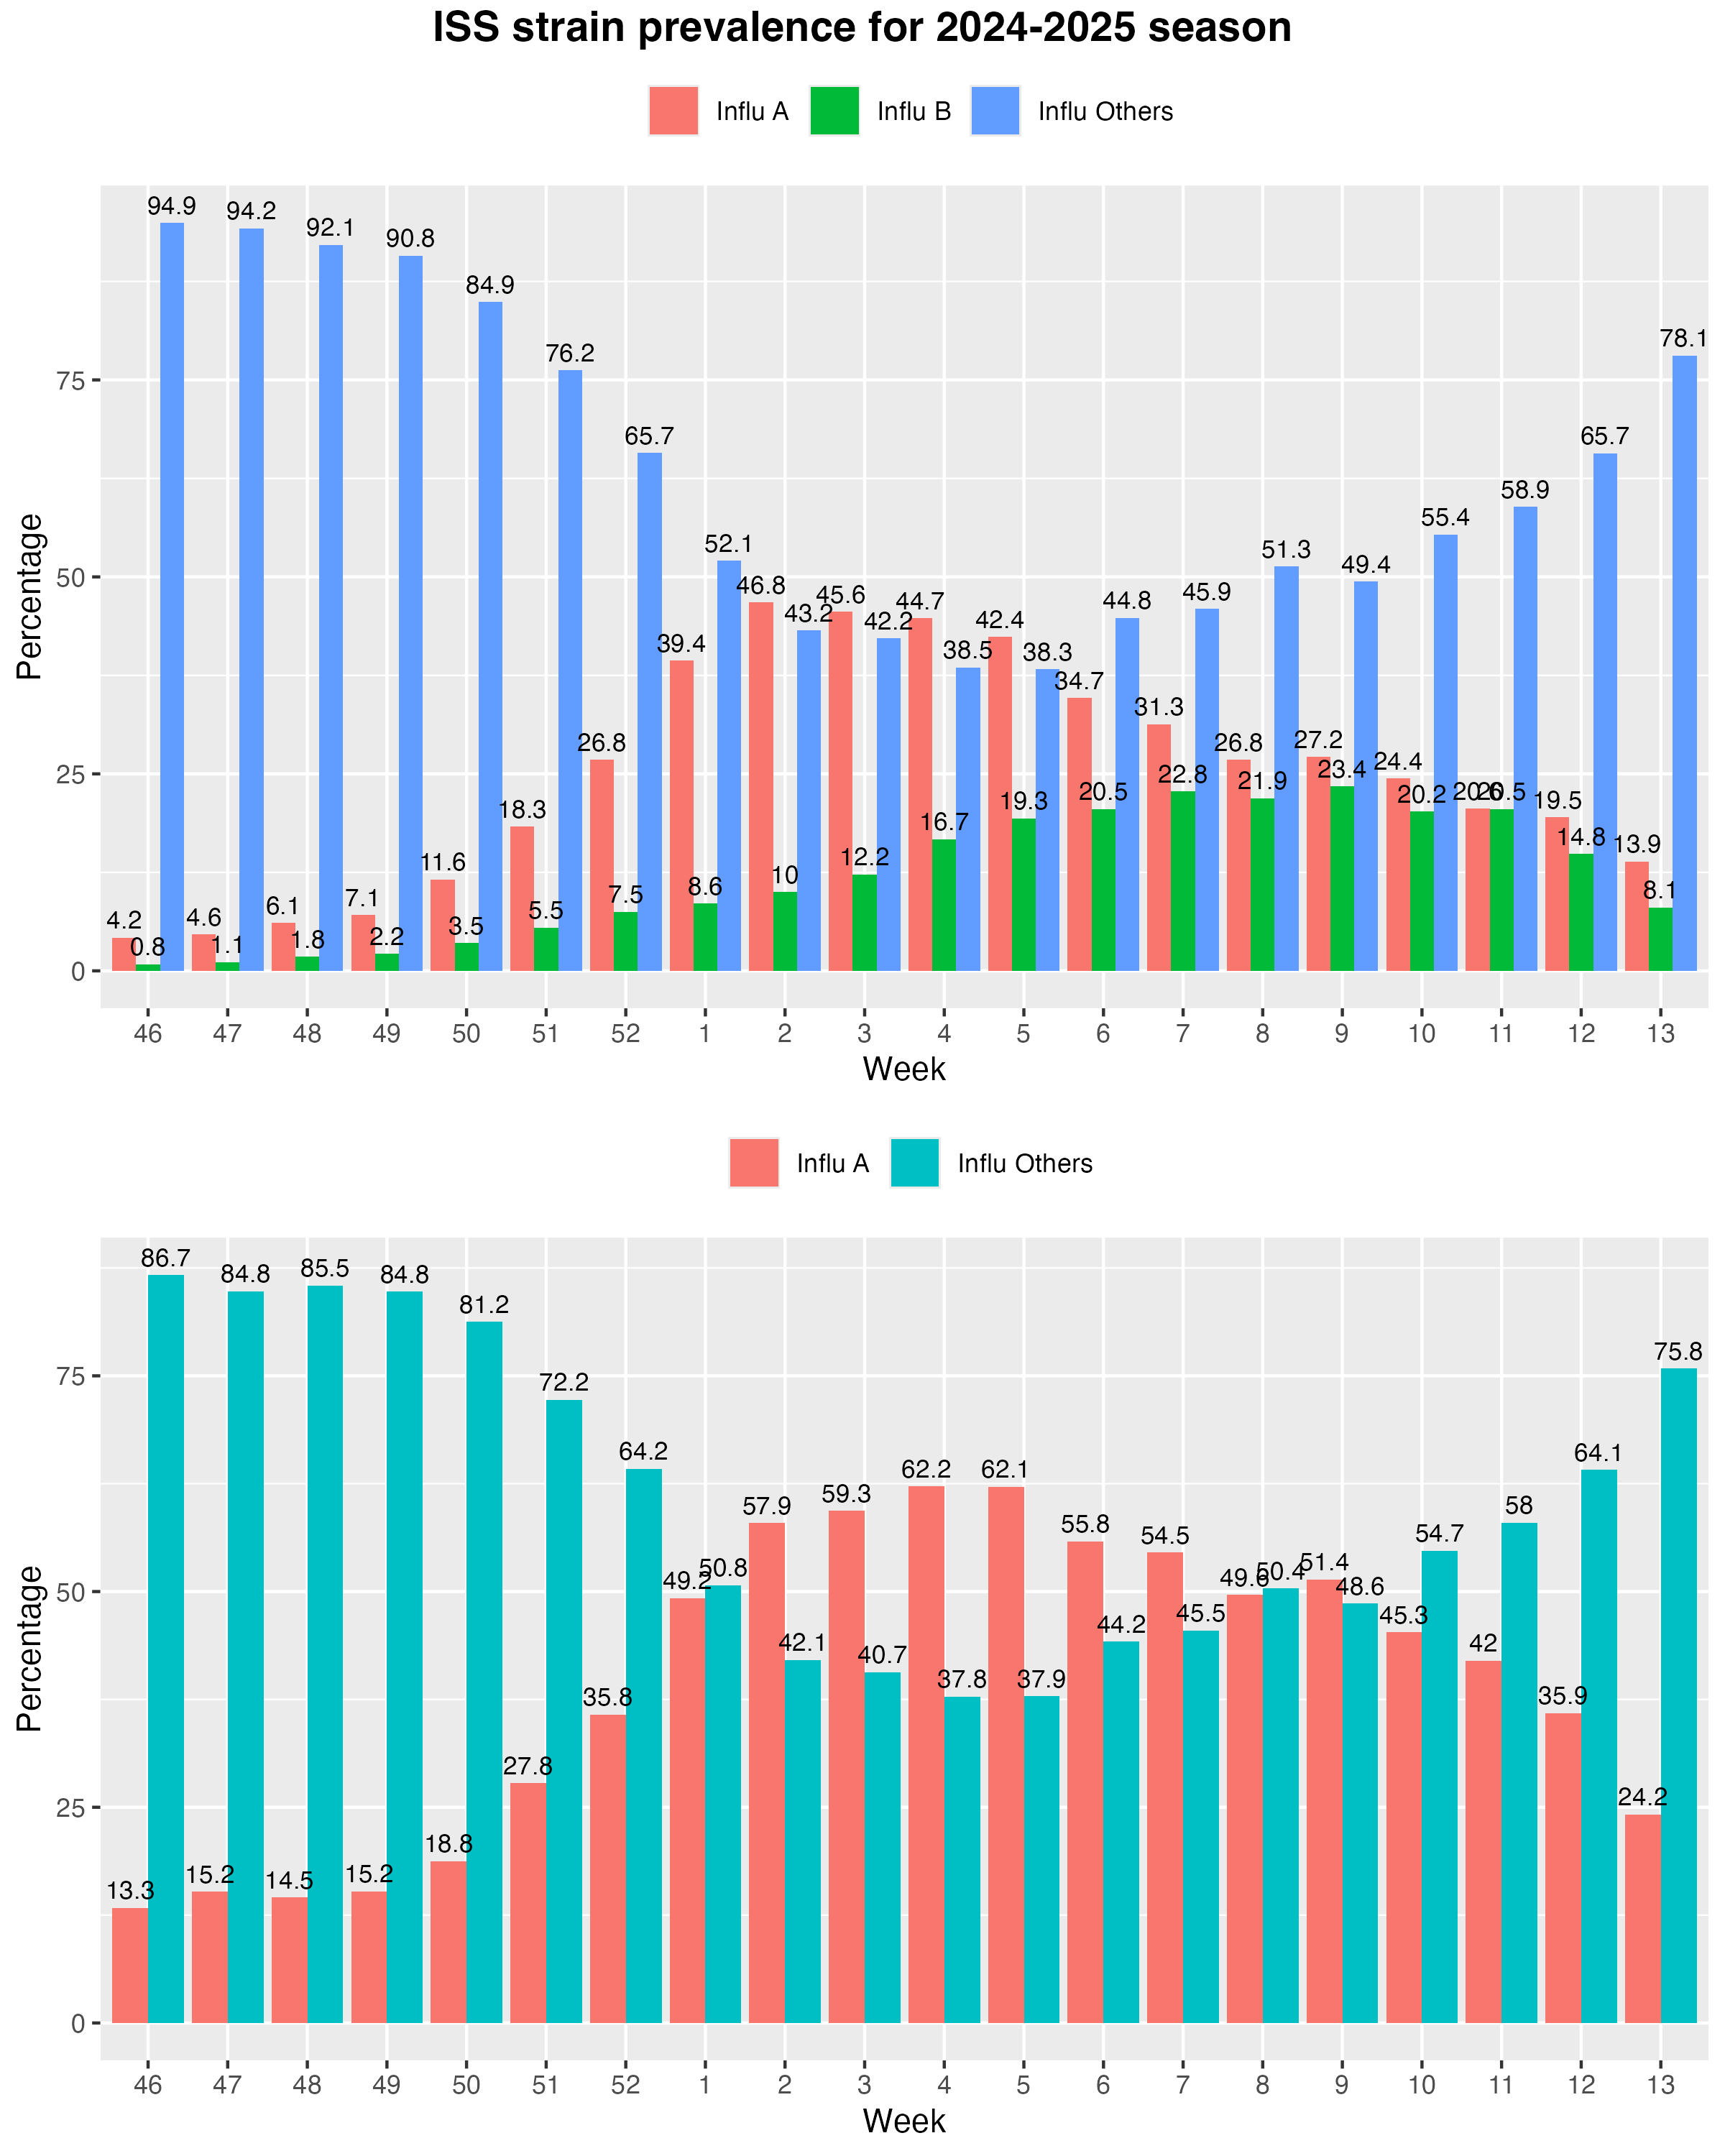 ISS strain prevalence for 2024-2025 season
Influ A Influ B Influ Others
Percentage
75
50
25
0
4.2 0.8 94.9
4.6 1.1 94.2
6.1 1.8 92.1
7.1 2.2 90.8
11.6 3.5 84.9
18.3 5.5 76.2
26.8 7.5 65.7
39.4 8.6 52.1
46.8 10 43.2
45.6 12.2 42.2
44.7 16.7 38.5
42.4 19.3 38.3
34.7 20.5 44.8
31.3 22.8 45.9
26.8 21.9 51.3
27.2 23.4 49.4
24.4 20.2 55.4
20.6 20.5 58.9
19.5 14.8 65.7
13.9 8.1 78.1
46 47 48 49 50 51 52 1 2 3 4 5 6 7 8 9 10 11 12 13
Week
Influ A Influ Others
Percentage
75
50
25
0
13.3 86.7
15.2 84.8
14.5 85.5
15.2 84.8
18.8 81.2
27.8 72.2
35.8 64.2
49.2 50.8
57.9 42.1
59.3 40.7
62.2 37.8
62.1 37.9
55.8 44.2
54.5 45.5
49.6 50.4
51.4 48.6
45.3 54.7
42 58
35.9 64.1
24.2 75.8
46 47 48 49 50 51 52 1 2 3 4 5 6 7 8 9 10 11 12 13
Week